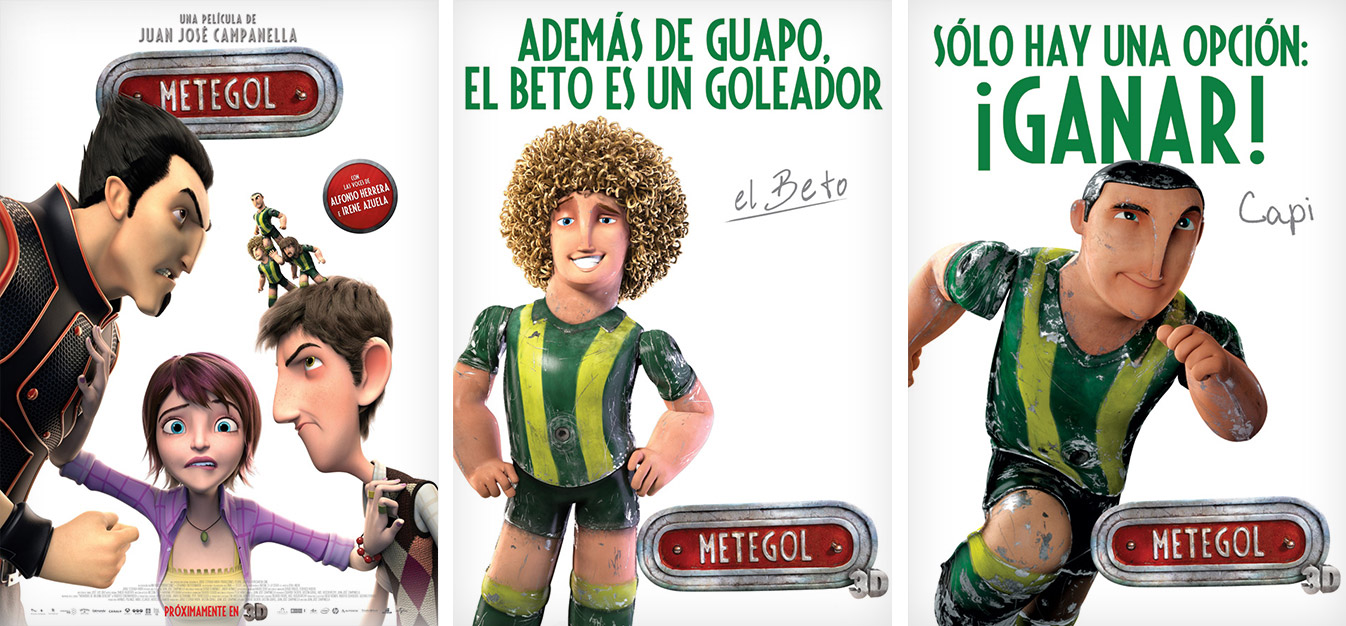 UNA PELÍCULA DE
JUAN JOSÉ CAMPANELLA
METEGOL
CON
LAS VOCES DE
ALFONSO HERRERA
E IRENE AZUELA
PRÓXIMAMENTE EN 3D
ADEMÁS DE GUAPO,
EL BETO ES UN GOLEADOR
el Beto
METEGOL
3D
SÓLO HAY UNA OPCIÓN:
¡GANAR!
Capi
METEGOL
3D